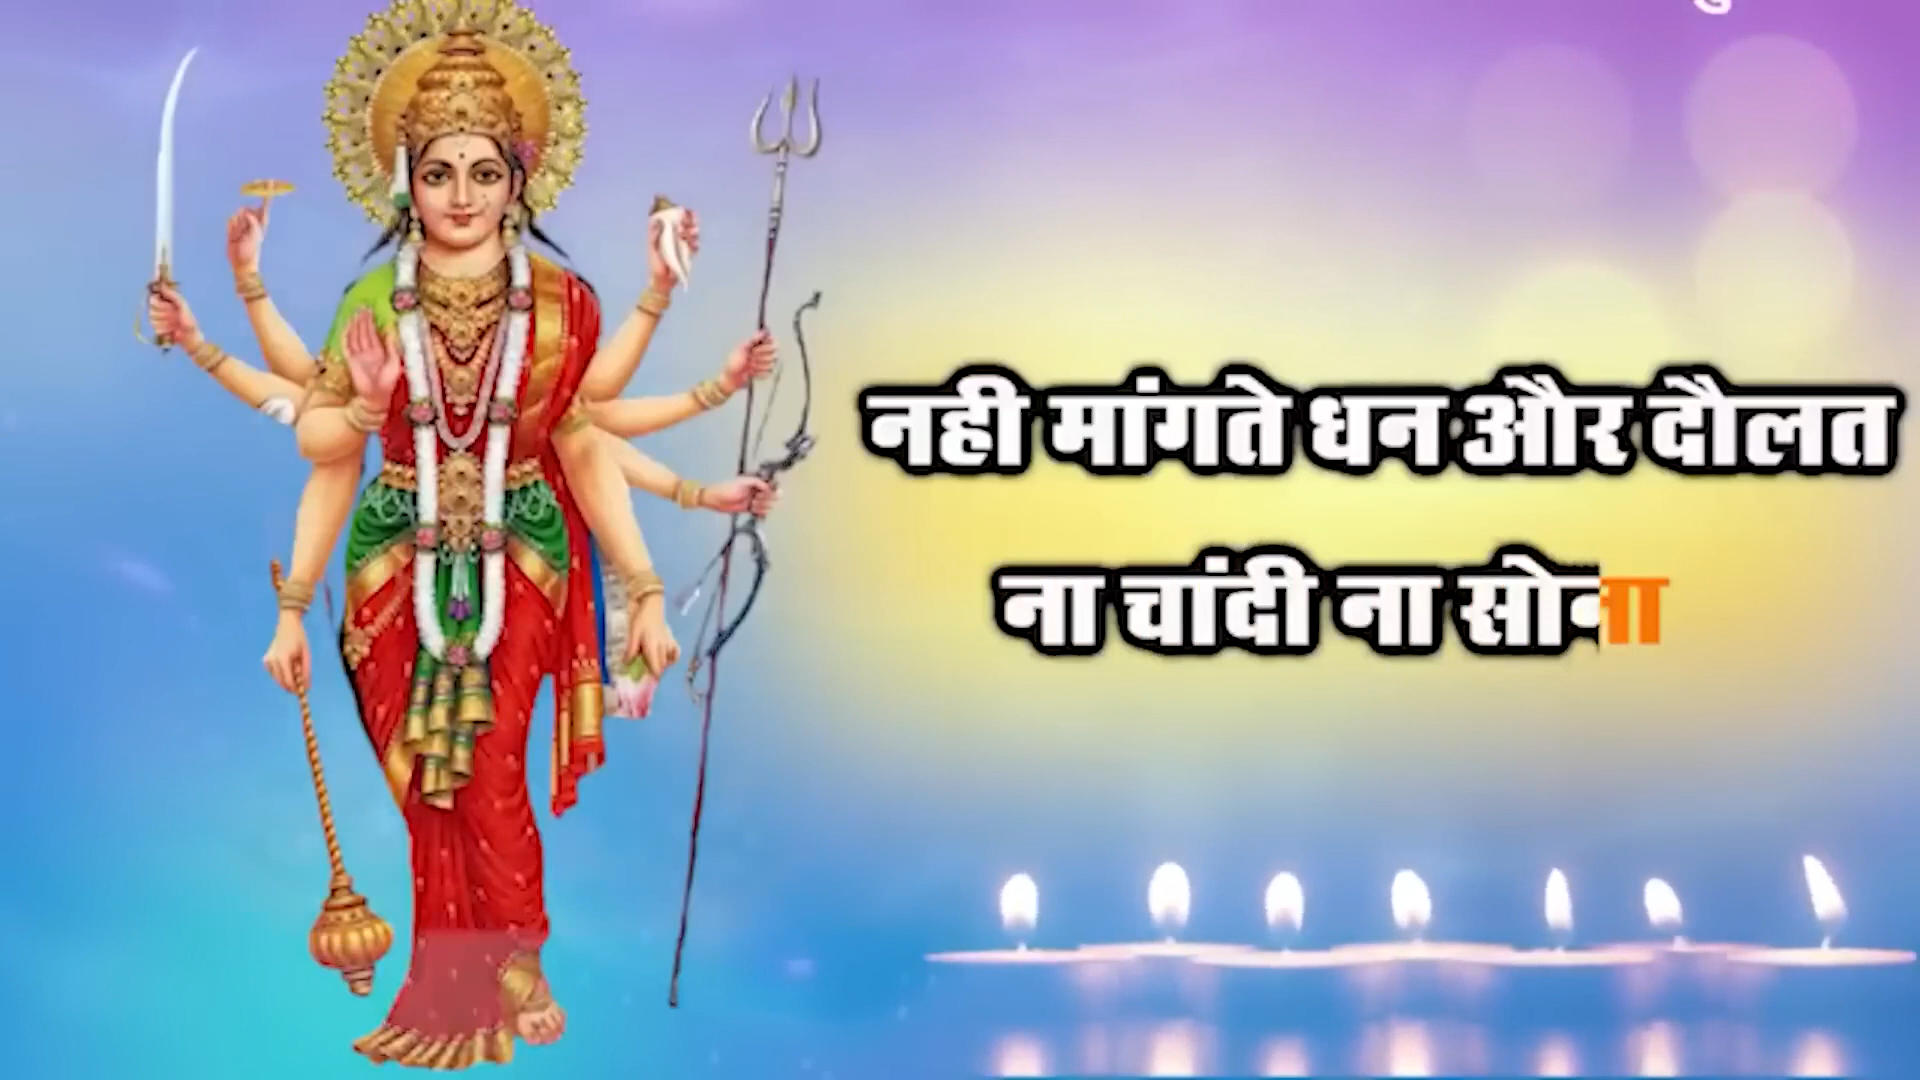 नही मांगते धन और दौलत
ना चांदी ना सोना